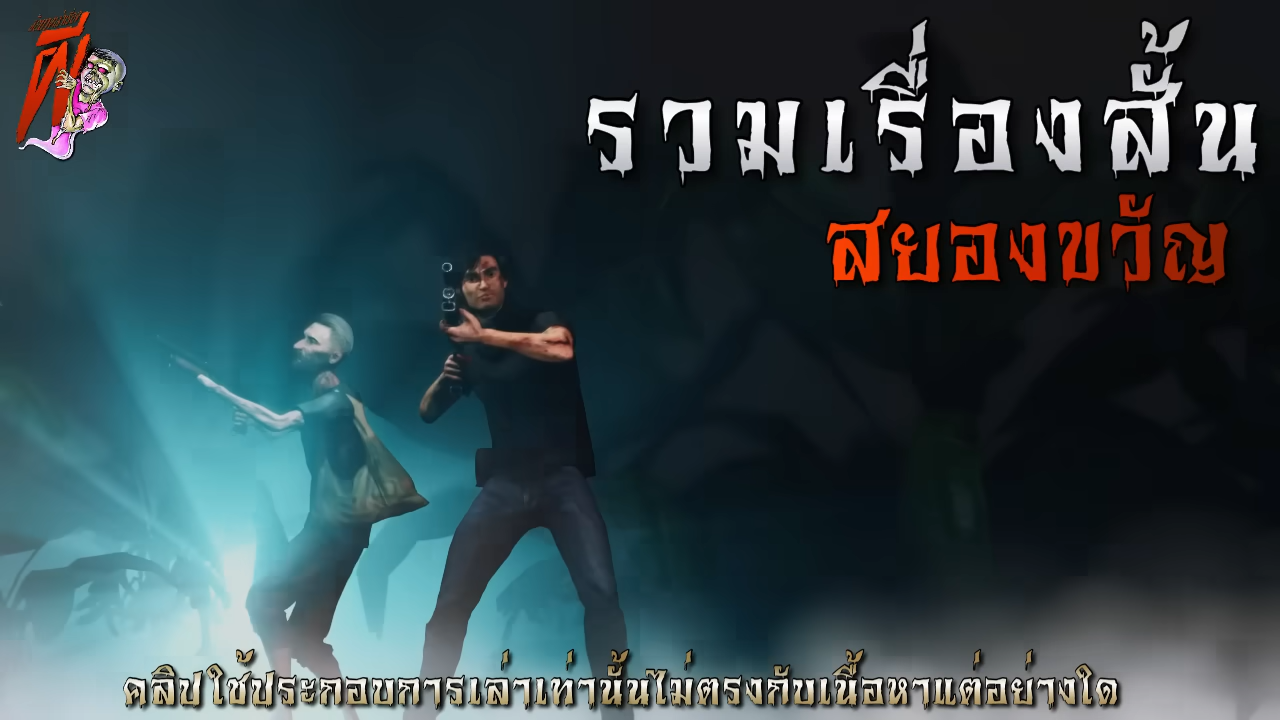 ผี
รวมเรื่องสั้น
สยองขวัญ
คลิปใช้ประกอบการเล่าเท่านั้นไม่ตรงกับเนื้อหาแต่อย่างใด